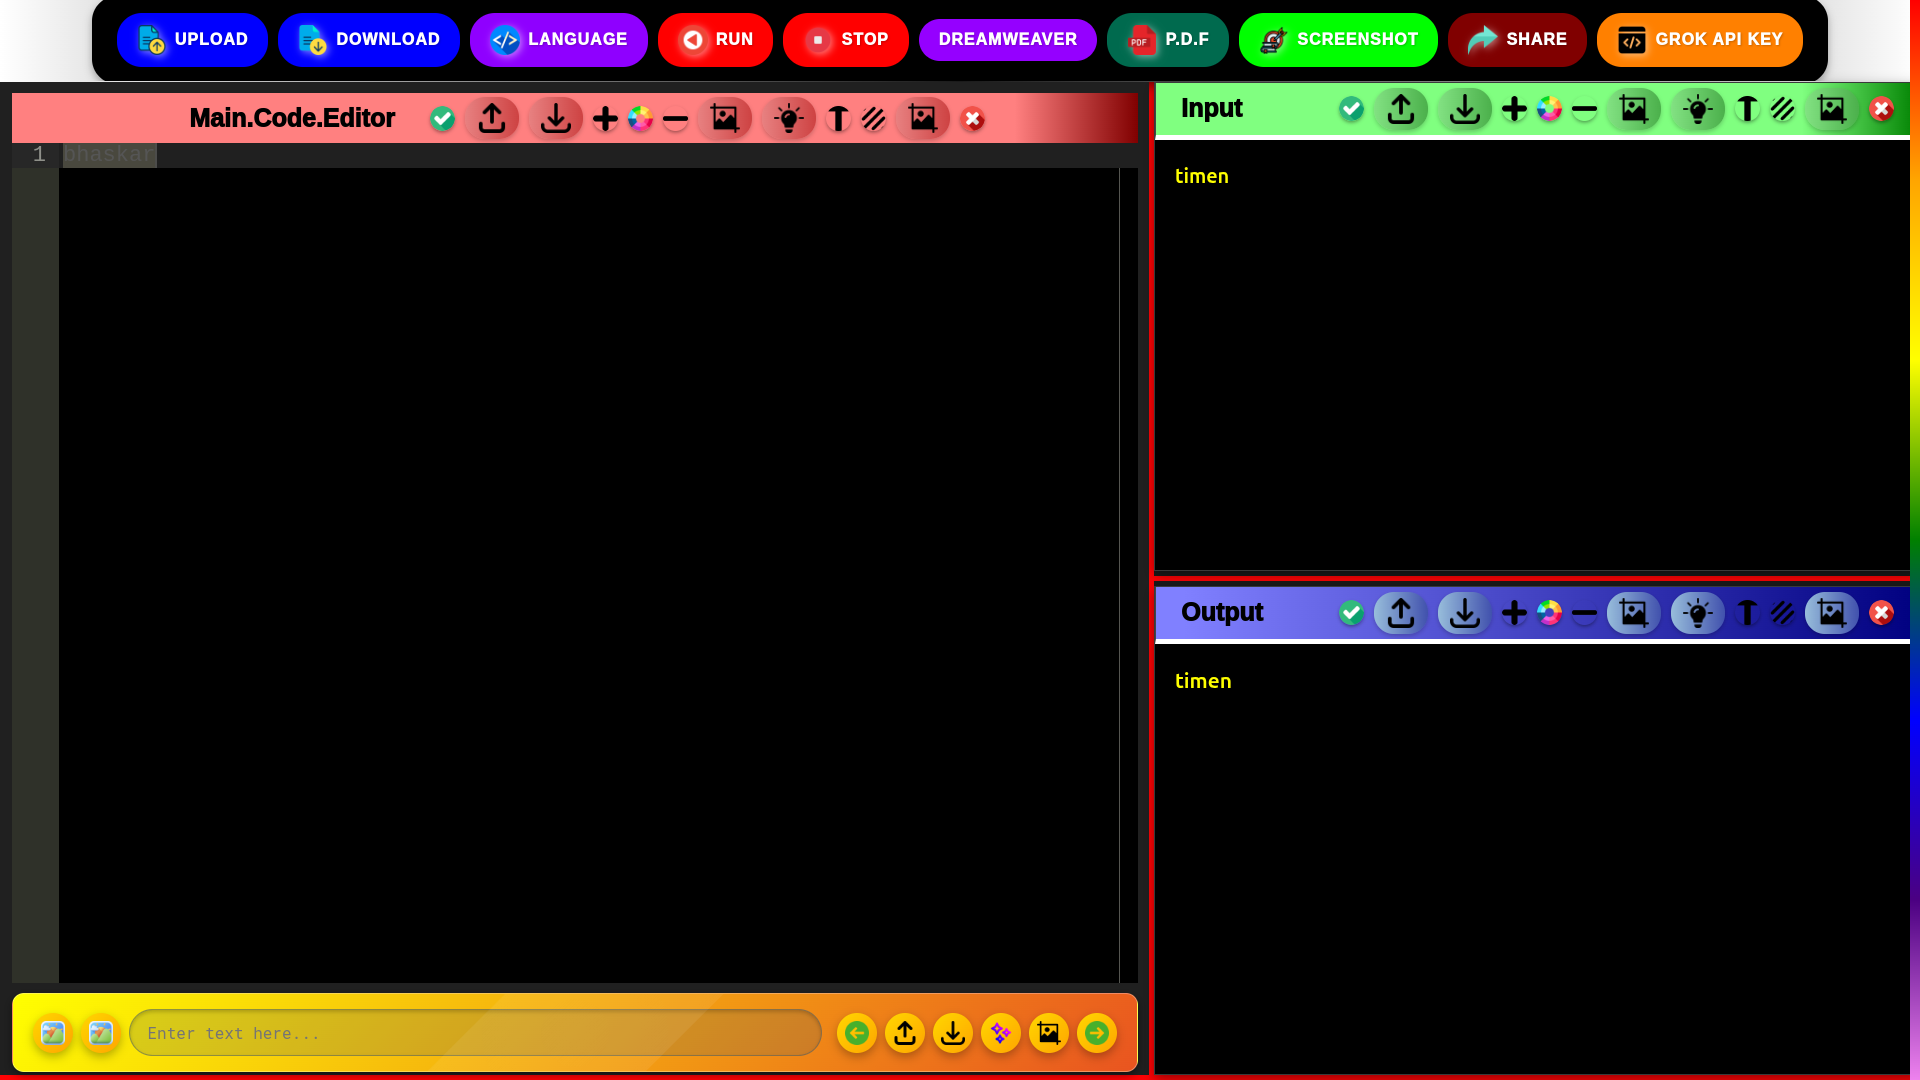 UPLOAD
DOWNLOAD
LANGUAGE
RUN
STOP
DREAMWEAVER
PDF
P.D.F
SCREENSHOT
SHARE
GROK API KEY
Main.Code.Editor
1 bhaskar
Enter text here...
Input
timen
Output
timen